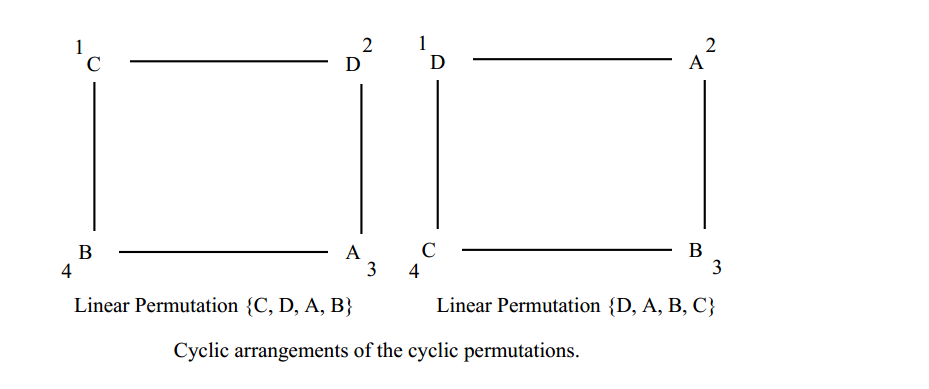 1 2 1 2
C D D A
B A C B
4 3 4 3
Linear Permutation {C, D, A, B} Linear Permutation {D, A, B, C}
Cyclic arrangements of the cyclic permutations.